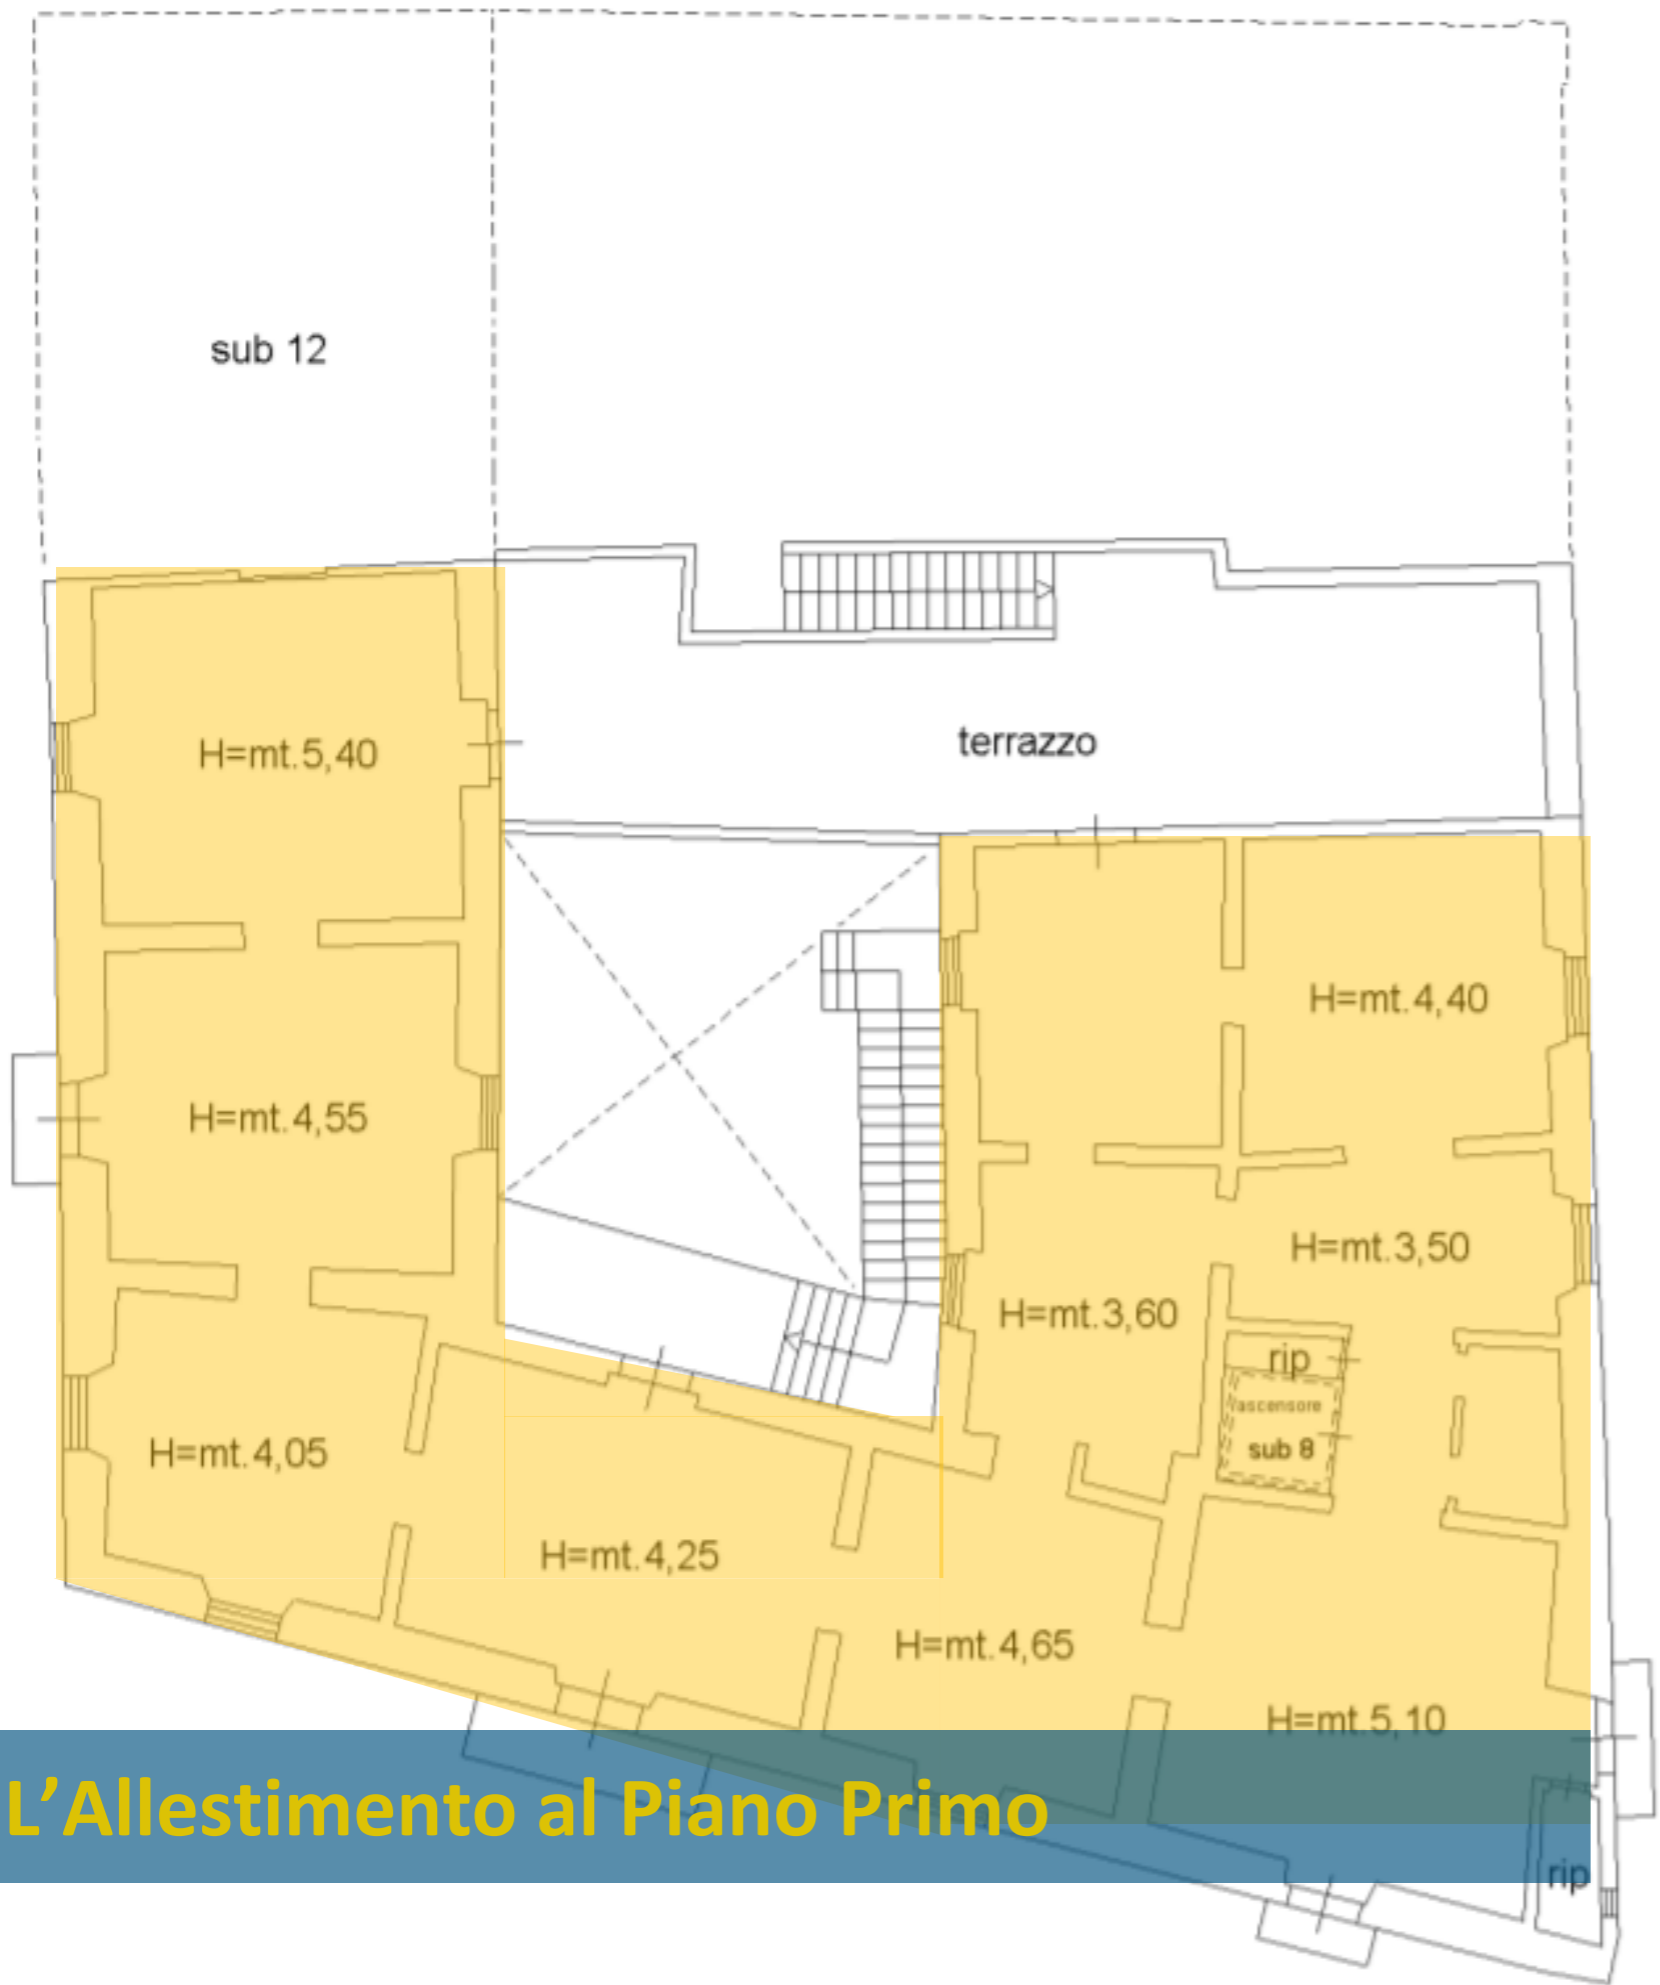 sub 12
H=mt.5,40
terrazzo
H=mt.4,40
H=mt.4,55
H=mt.3,50
H=mt.3,60
rip
ascensore
sub 8
H=mt.4,05
H=mt.4,25
H=mt.4,65
H=mt.5,10
L’Allestimento al Piano Primo
rip